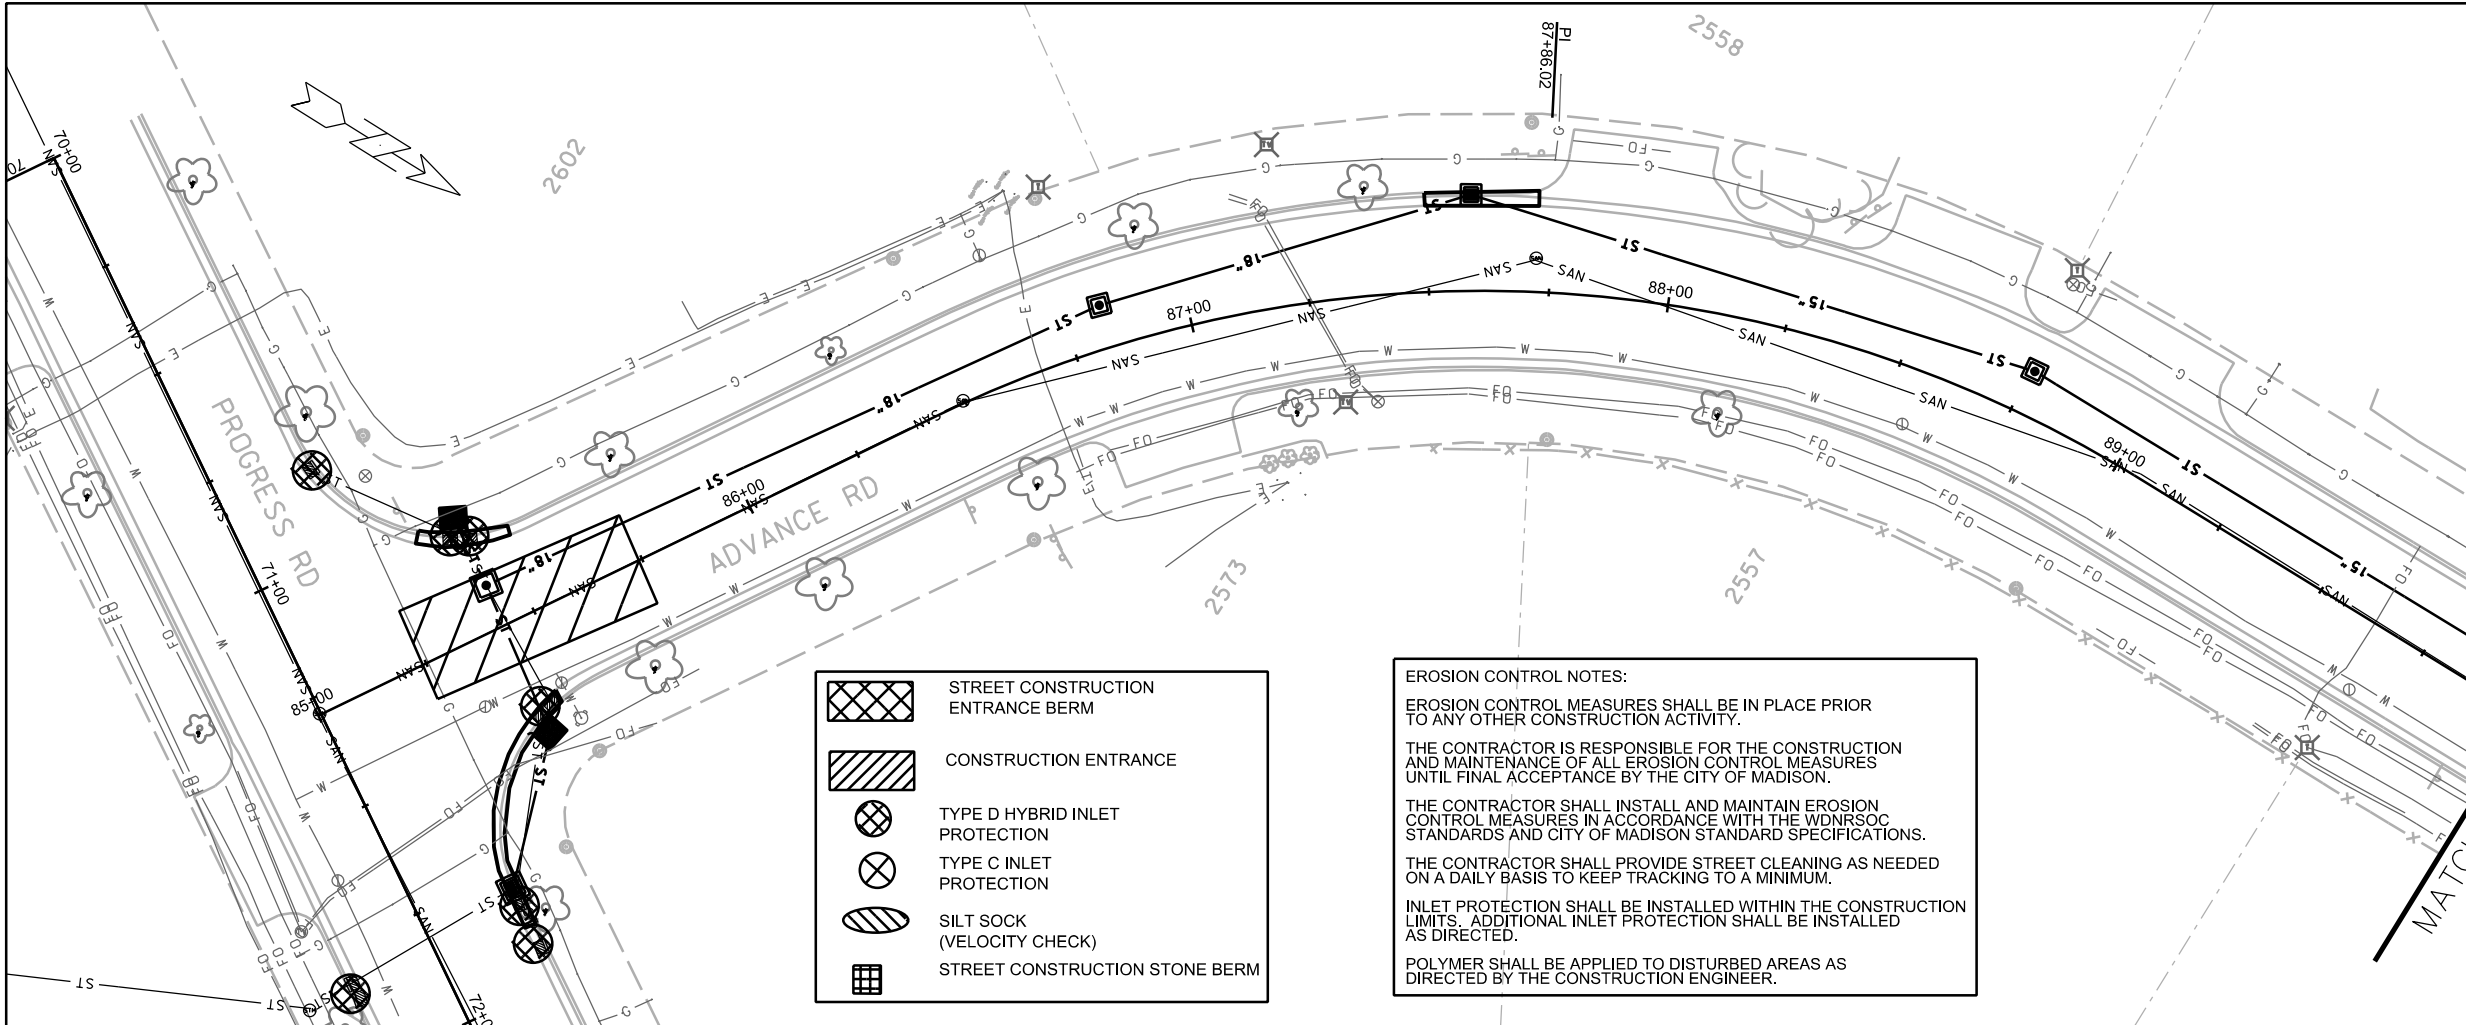 PI
87+86.02
2558
2602
70+00
70
87+00
88+00
18"
15"
ST
SAN
PROGRESS RD
ADVANCE RD
86+00
18"
89+00
15"
18"
71+00
85+00
2573
2557
72+0
MATC
STREET CONSTRUCTION
ENTRANCE BERM
CONSTRUCTION ENTRANCE
TYPE D HYBRID INLET
PROTECTION
TYPE C INLET
PROTECTION
SILT SOCK
(VELOCITY CHECK)
STREET CONSTRUCTION STONE BERM
EROSION CONTROL NOTES:
EROSION CONTROL MEASURES SHALL BE IN PLACE PRIOR
TO ANY OTHER CONSTRUCTION ACTIVITY.
THE CONTRACTOR IS RESPONSIBLE FOR THE CONSTRUCTION
AND MAINTENANCE OF ALL EROSION CONTROL MEASURES
UNTIL FINAL ACCEPTANCE BY THE CITY OF MADISON.
THE CONTRACTOR SHALL INSTALL AND MAINTAIN EROSION
CONTROL MEASURES IN ACCORDANCE WITH THE WDNRSOC
STANDARDS AND CITY OF MADISON STANDARD SPECIFICATIONS.
THE CONTRACTOR SHALL PROVIDE STREET CLEANING AS NEEDED
ON A DAILY BASIS TO KEEP TRACKING TO A MINIMUM.
INLET PROTECTION SHALL BE INSTALLED WITHIN THE CONSTRUCTION
LIMITS.  ADDITIONAL INLET PROTECTION SHALL BE INSTALLED
AS DIRECTED.
POLYMER SHALL BE APPLIED TO DISTURBED AREAS AS
DIRECTED BY THE CONSTRUCTION ENGINEER.